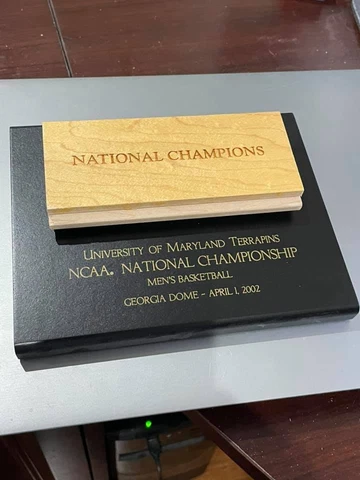 NATIONAL CHAMPIONS
UNIVERSITY OF MARYLAND TERRAPINS
NCAA® NATIONAL CHAMPIONSHIP
MEN'S BASKETBALL
GEORGIA DOME – APRIL 1, 2002